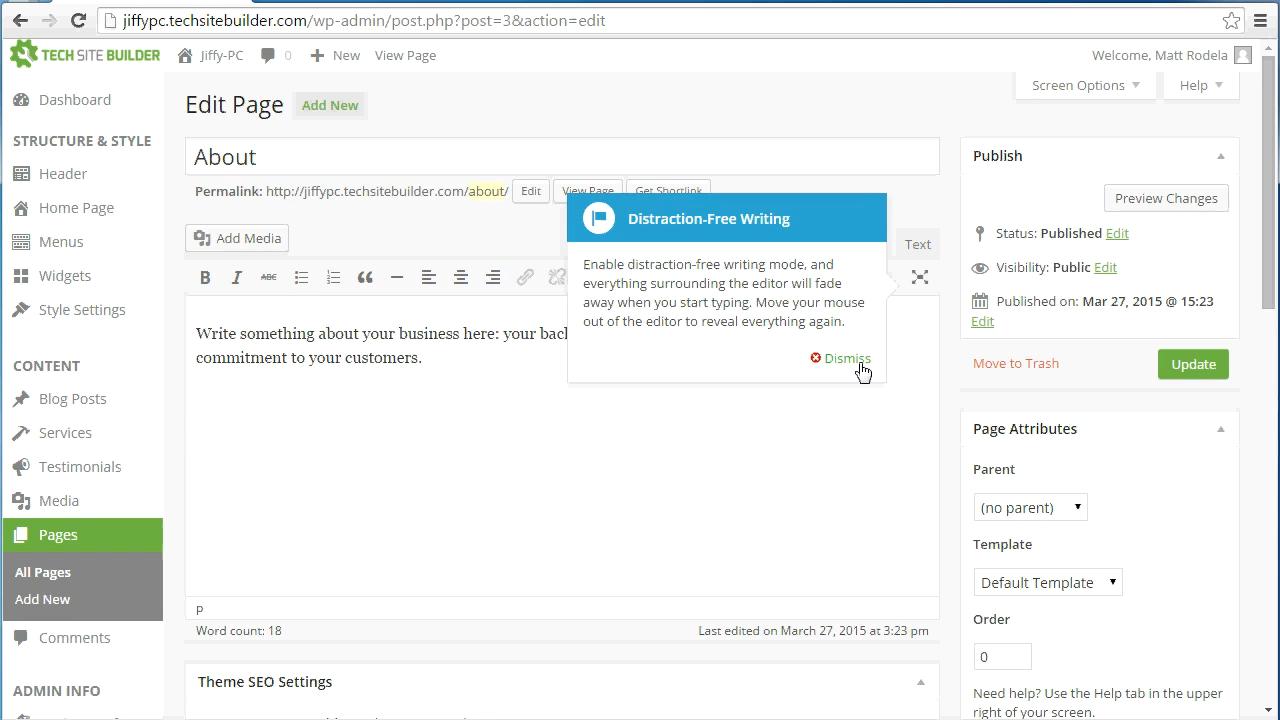 jiffypc.techsitebuilder.com/wp-admin/post.php?post=3&action=edit
TECH SITE BUILDER
Jiffy-PC
0
New
View Page
Welcome, Matt Rodela
Screen Options
Help
Dashboard
STRUCTURE & STYLE
Header
Home Page
Menus
Widgets
Style Settings
CONTENT
Blog Posts
Services
Testimonials
Media
Pages
All Pages
Add New
Comments
ADMIN INFO
Edit Page
Add New
About
Permalink: http://jiffypc.techsitebuilder.com/about/
Edit
View Page
Get Shortlink
Add Media
Text
B I ABC
Distraction-Free Writing
Enable distraction-free writing mode, and
everything surrounding the editor will fade
away when you start typing. Move your mouse
out of the editor to reveal everything again.
Dismiss
Write something about your business here: your
commitment to your customers.
p
Word count: 18
Last edited on March 27, 2015 at 3:23 pm
Theme SEO Settings
Publish
Preview Changes
Status: Published Edit
Visibility: Public Edit
Published on: Mar 27, 2015 @ 15:23
Edit
Move to Trash
Update
Page Attributes
Parent
(no parent)
Template
Default Template
Order
0
Need help? Use the Help tab in the upper
right of your screen.